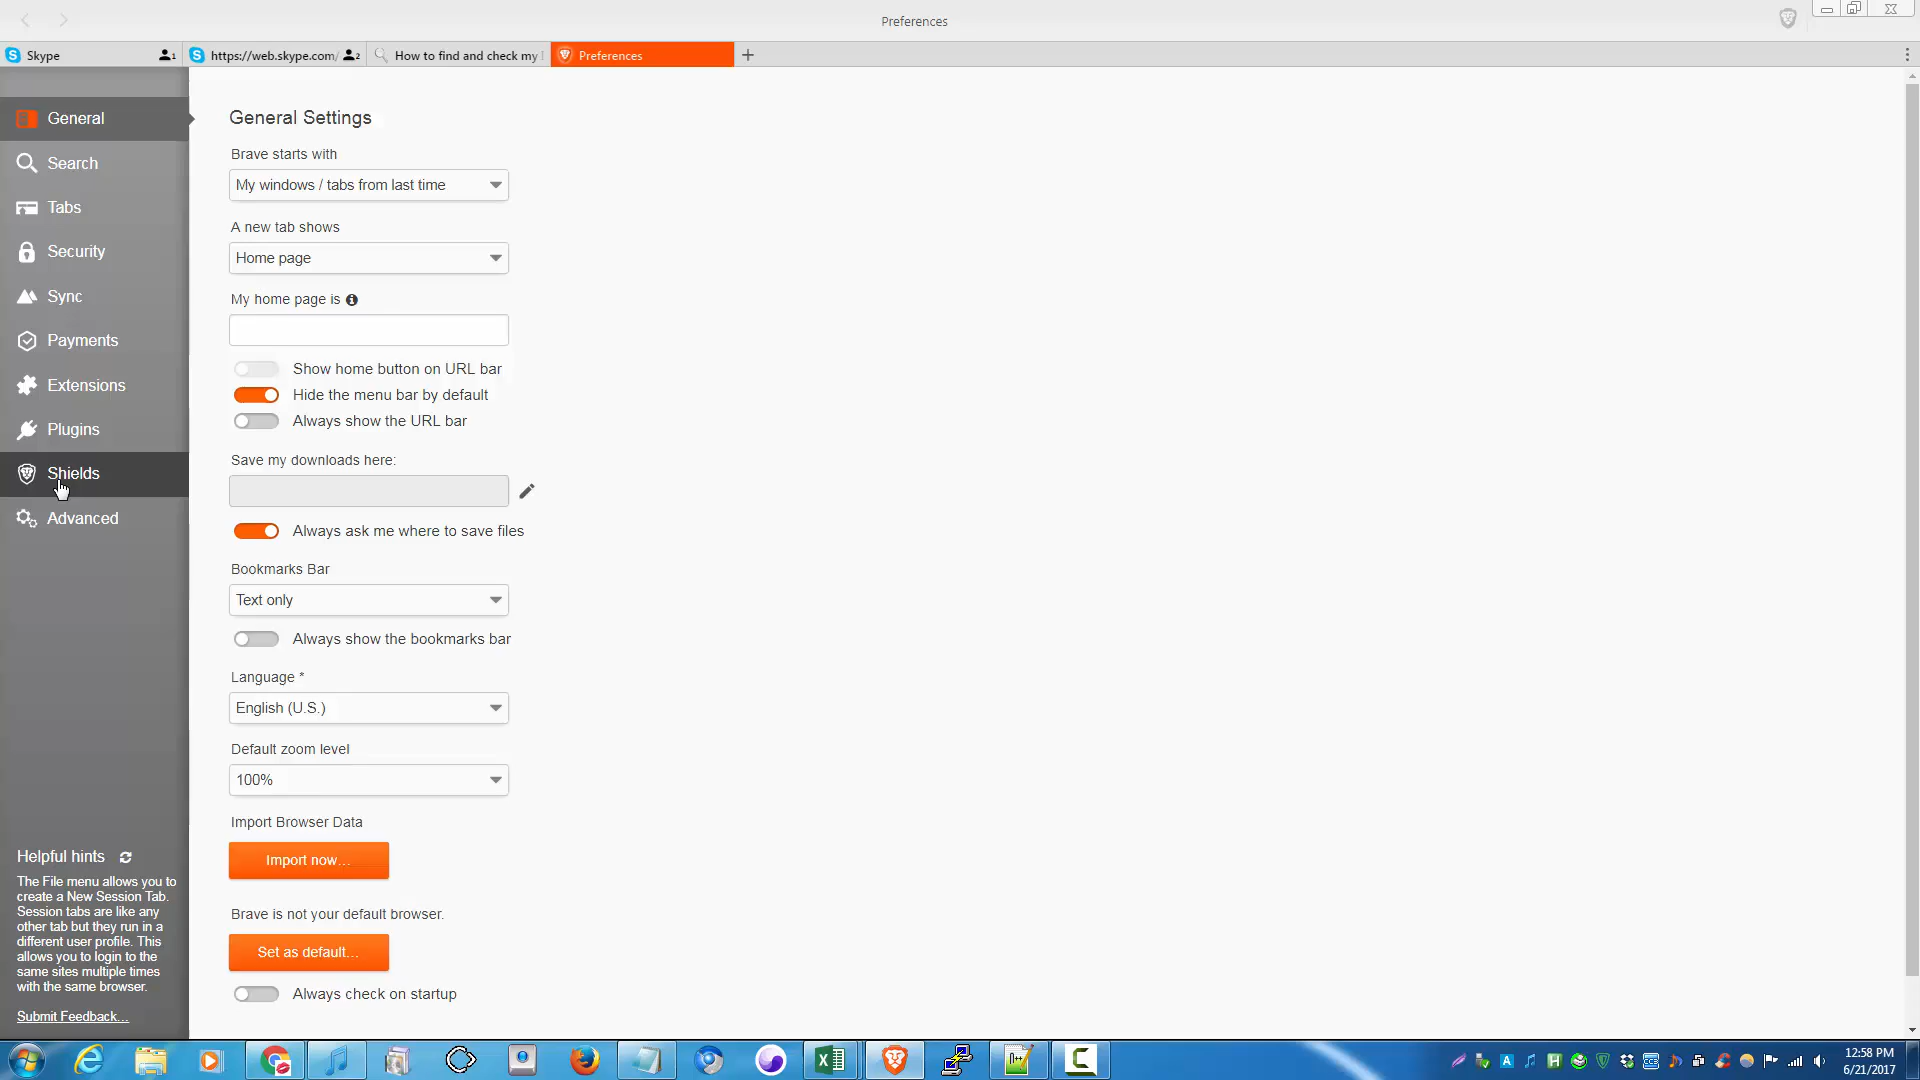 Preferences
Skype
1
https://web.skype.com/
2
How to find and check my
Preferences
General
Search
Tabs
Security
Sync
Payments
Extensions
Plugins
Shields
Advanced
General Settings
Brave starts with
My windows / tabs from last time
A new tab shows
Home page
My home page is
Show home button on URL bar
Hide the menu bar by default
Always show the URL bar
Save my downloads here:
Always ask me where to save files
Bookmarks Bar
Text only
Always show the bookmarks bar
Language *
English (U.S.)
Default zoom level
100%
Import Browser Data
Import now...
Brave is not your default browser.
Set as default...
Always check on startup
Helpful hints
The File menu allows you to
create a New Session Tab.
Session tabs are like any
other tab but they run in a
different user profile. This
allows you to login to the
same sites multiple times
with the same browser.
Submit Feedback...
12:58 PM
6/21/2017